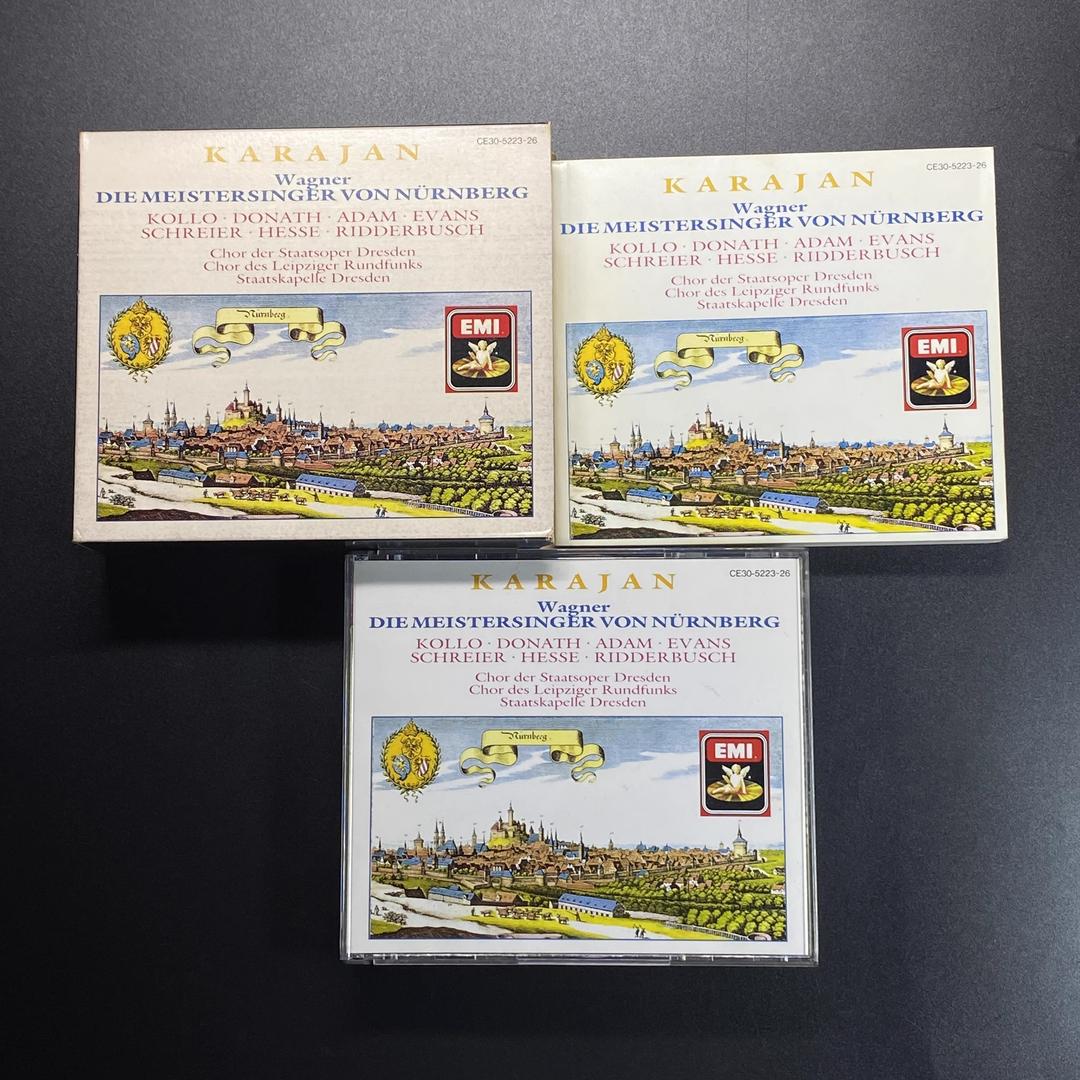 CE30-5223-26
KARAJAN
Wagner
DIE MEISTERSINGER VON NÜRNBERG
KOLLO · DONATH · ADAM · EVANS
SCHREIER · HESSE · RIDDERBUSCH
Chor der Staatsoper Dresden
Chor des Leipziger Rundfunks
Staatskapelle Dresden
Nürnberg
EMI
CE30-5223-26
KARAJAN
Wagner
DIE MEISTERSINGER VON NÜRNBERG
KOLLO · DONATH · ADAM · EVANS
SCHREIER · HESSE · RIDDERBUSCH
Chor der Staatsoper Dresden
Chor des Leipziger Rundfunks
Staatskapelle Dresden
Nürnberg
EMI
CE30-5223-26
KARAJAN
Wagner
DIE MEISTERSINGER VON NÜRNBERG
KOLLO · DONATH · ADAM · EVANS
SCHREIER · HESSE · RIDDERBUSCH
Chor der Staatsoper Dresden
Chor des Leipziger Rundfunks
Staatskapelle Dresden
Nürnberg
EMI